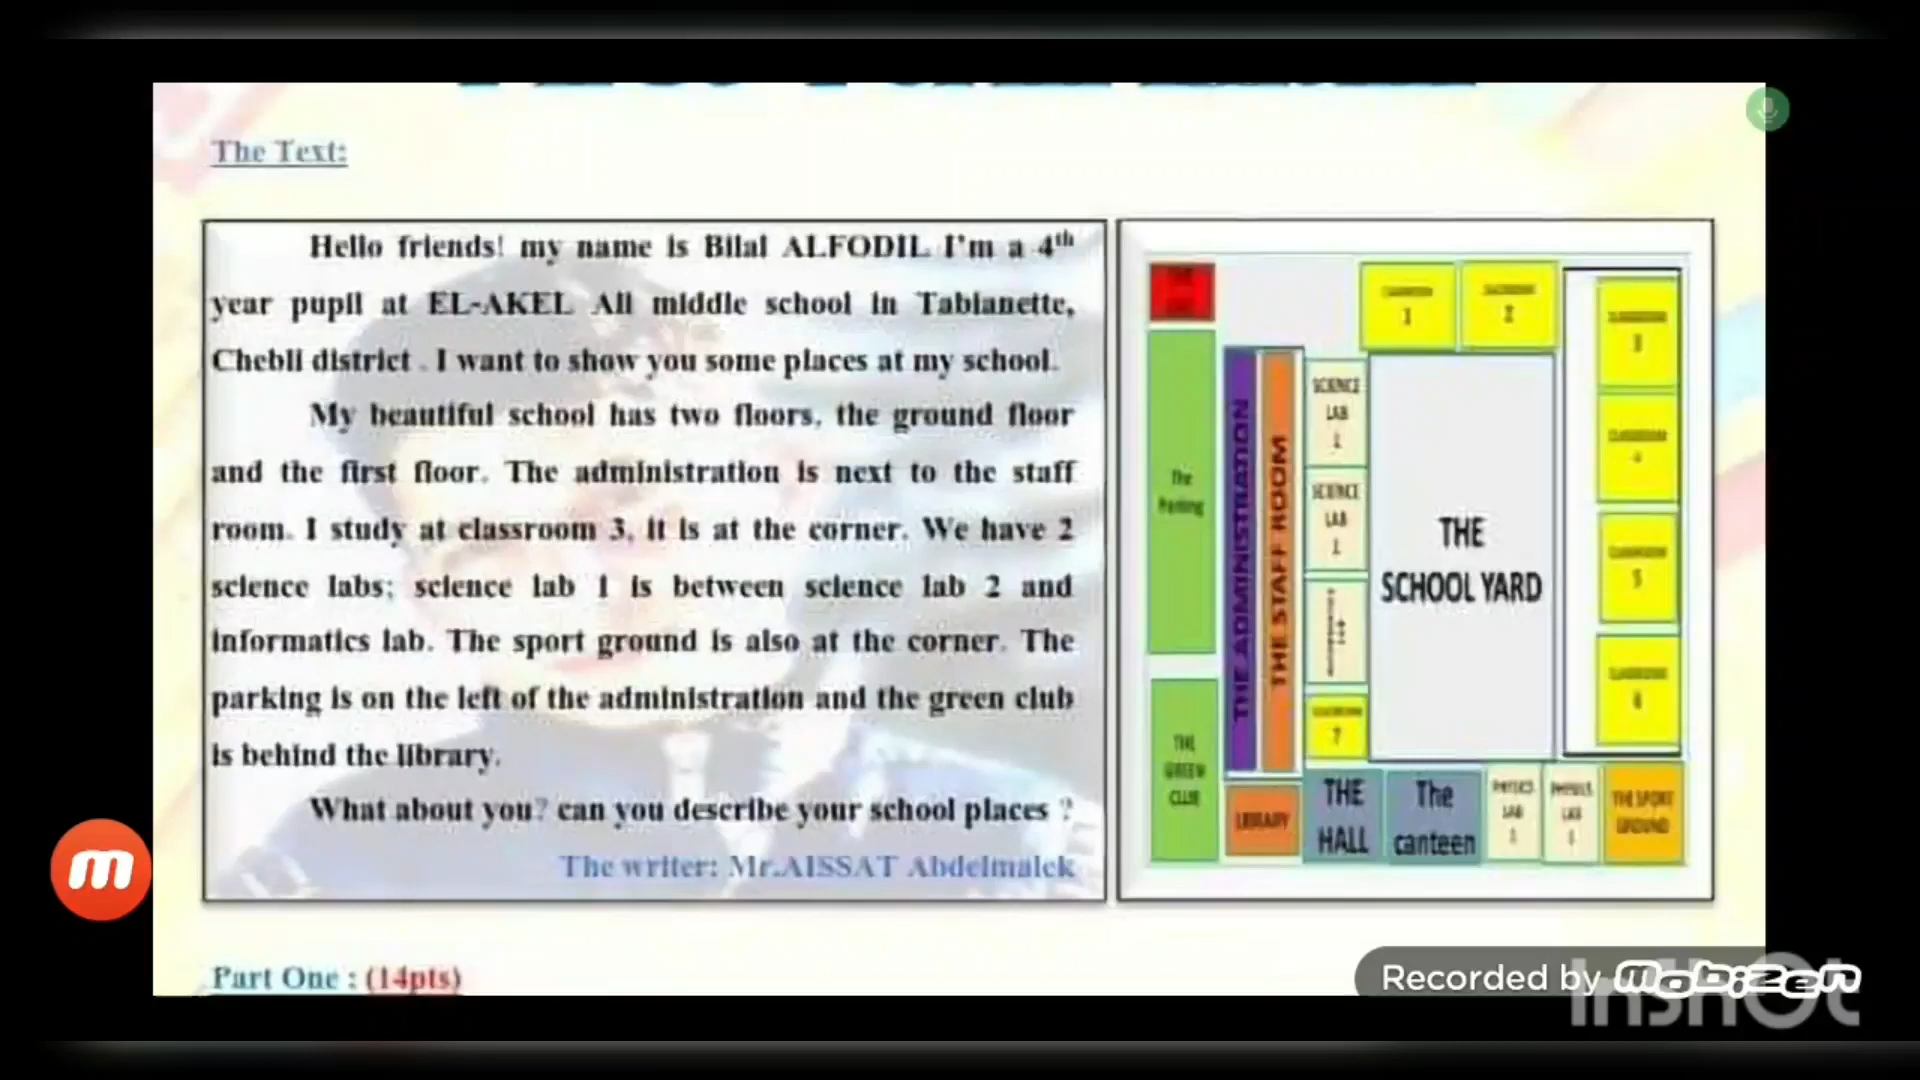 The Text:
Hello friends! my name is Bilal ALFODIL I'm a 4th
year pupil at EL-AKEL Ali middle school in Tablanette,
Chebli district . I want to show you some places at my school.
My beautiful school has two floors, the ground floor
and the first floor. The administration is next to the staff
room. I study at classroom 3, it is at the corner. We have 2
science labs; science lab 1 is between science lab 2 and
informatics lab. The sport ground is also at the corner. The
parking is on the left of the administration and the green club
is behind the library.
What about you? can you describe your school places ?
The writer: Mr.AISSAT Abdelmalek
1
2
3
4
5
6
The
Parking
THE ADMINISTRATION
THE STAFF ROOM
SCIENCE
LAB
1
SCIENCE
LAB
1
7
THE
SCHOOL YARD
THE
GREEN
CLUB
LIBRARY
THE
HALL
The
canteen
PHYSICS
LAB
1
PHYSICS
LAB
1
THE SPORT
GROUND
Part One : (14pts)
Recorded by mobizen
InShOt